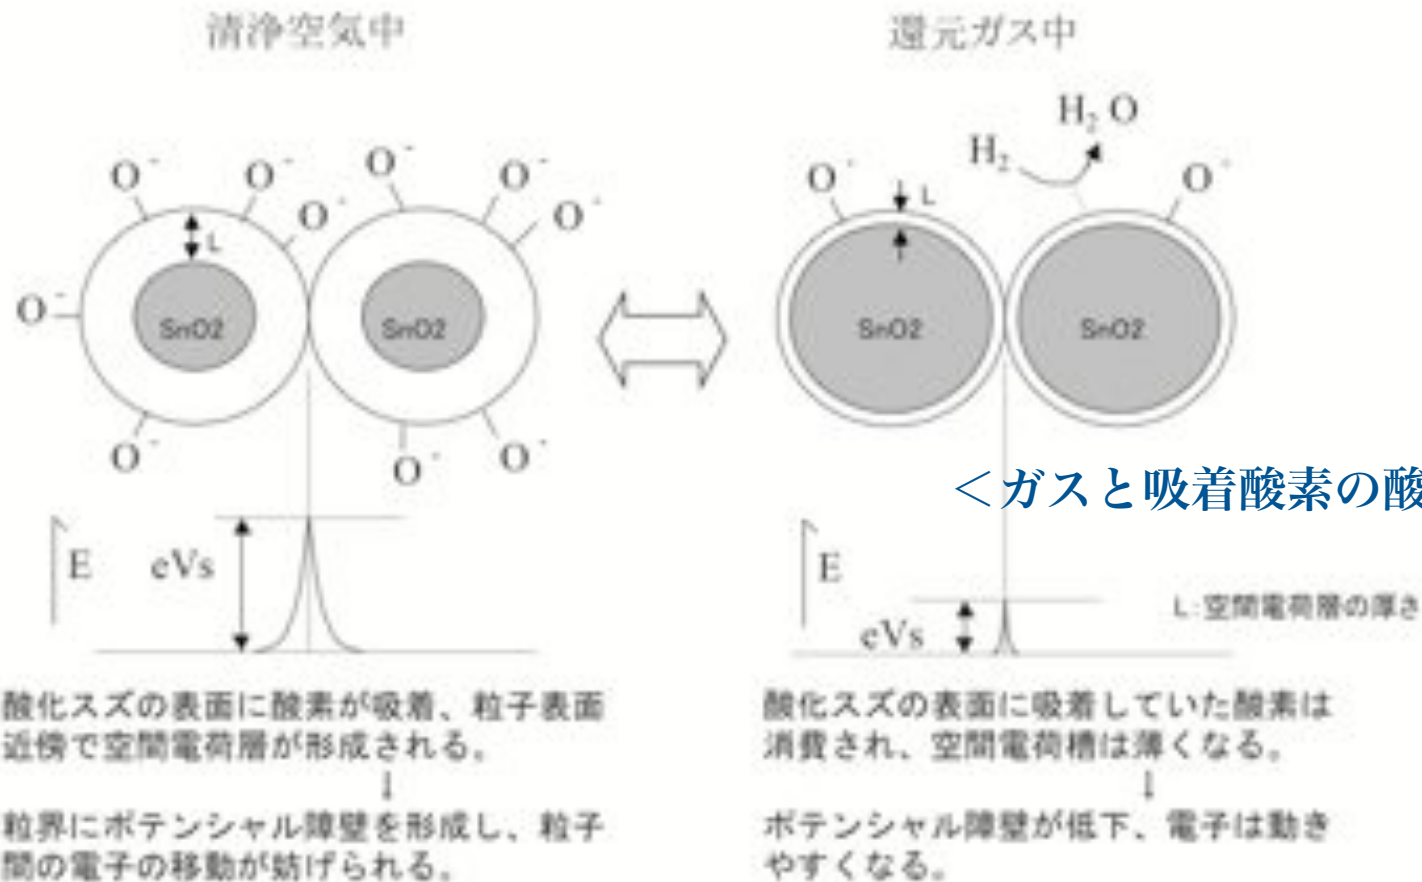 清浄空気中
還元ガス中
H₂ O
H₂
O⁻
O⁻
O⁻
O⁻
O⁻
O⁻
O⁻
O⁻
O⁻
O⁻
O⁻
O⁻
L
L
SnO2
SnO2
SnO2
SnO2
＜ガスと吸着酸素の酸
E
eVs
E
eVs
L:空間電荷層の厚さ
酸化スズの表面に酸素が吸着、粒子表面
近傍で空間電荷層が形成される。
↓
粒界にポテンシャル障壁を形成し、粒子
間の電子の移動が妨げられる。
酸化スズの表面に吸着していた酸素は
消費され、空間電荷槽は薄くなる。
↓
ポテンシャル障壁が低下、電子は動き
やすくなる。